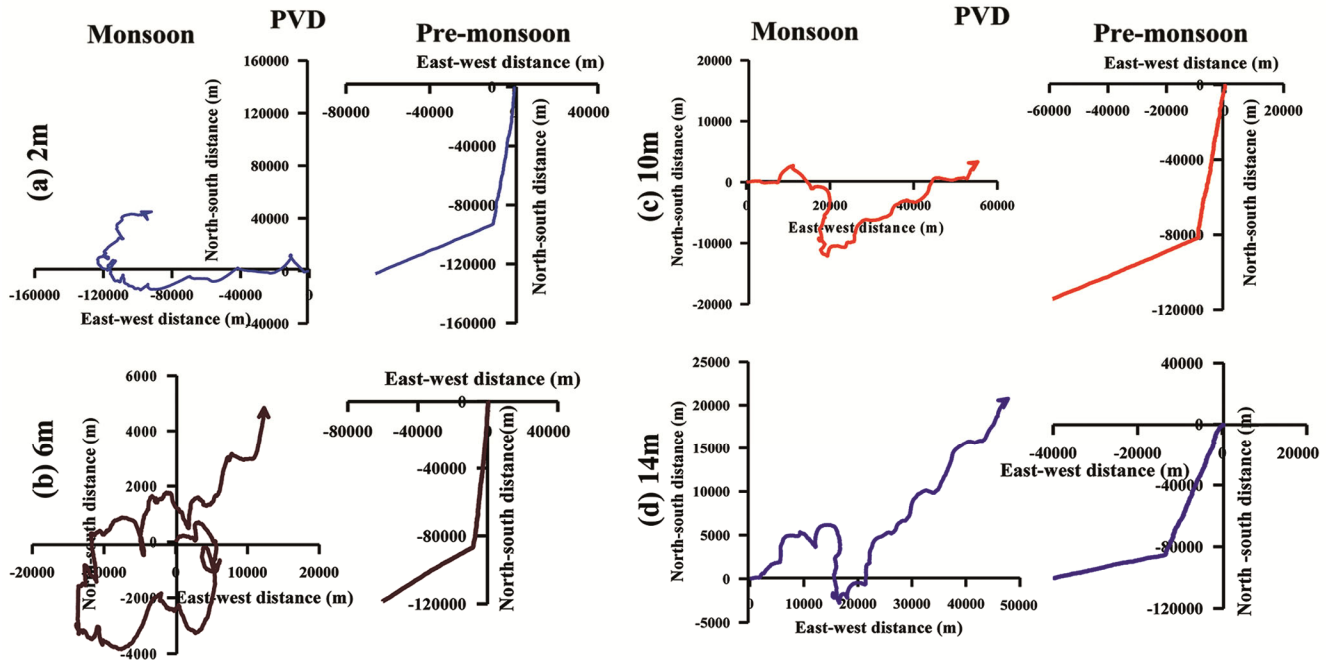 PVD
Monsoon
Pre-monsoon
(a) 2m
160000
120000
80000
40000
0
-40000
North-south distance (m)
-160000
-120000
-80000
-40000
0
East-west distance (m)
East-west distance (m)
-80000
-40000
0
40000
-40000
-80000
-120000
-160000
North-south distance (m)
(b) 6m
6000
4000
2000
0
-2000
-4000
North-south distance (m)
-20000
-10000
0
10000
20000
East-west distance (m)
East-west distance (m)
-80000
-40000
0
40000
-40000
-80000
-120000
North-south distance(m)
PVD
Monsoon
Pre-monsoon
(c) 10m
20000
10000
0
-10000
-20000
North-south distance (m)
0
20000
40000
60000
East-west distance (m)
East-west distance (m)
-60000
-40000
-20000
0
20000
0
-40000
-80000
-120000
North-south distacne (m)
(d) 14m
25000
20000
15000
10000
5000
0
-5000
North-south distance (m)
0
10000
20000
30000
40000
50000
East-west distance (m)
40000
0
-40000
-80000
-120000
North -south distance (m)
-40000
-20000
0
20000
East-west distance (m)